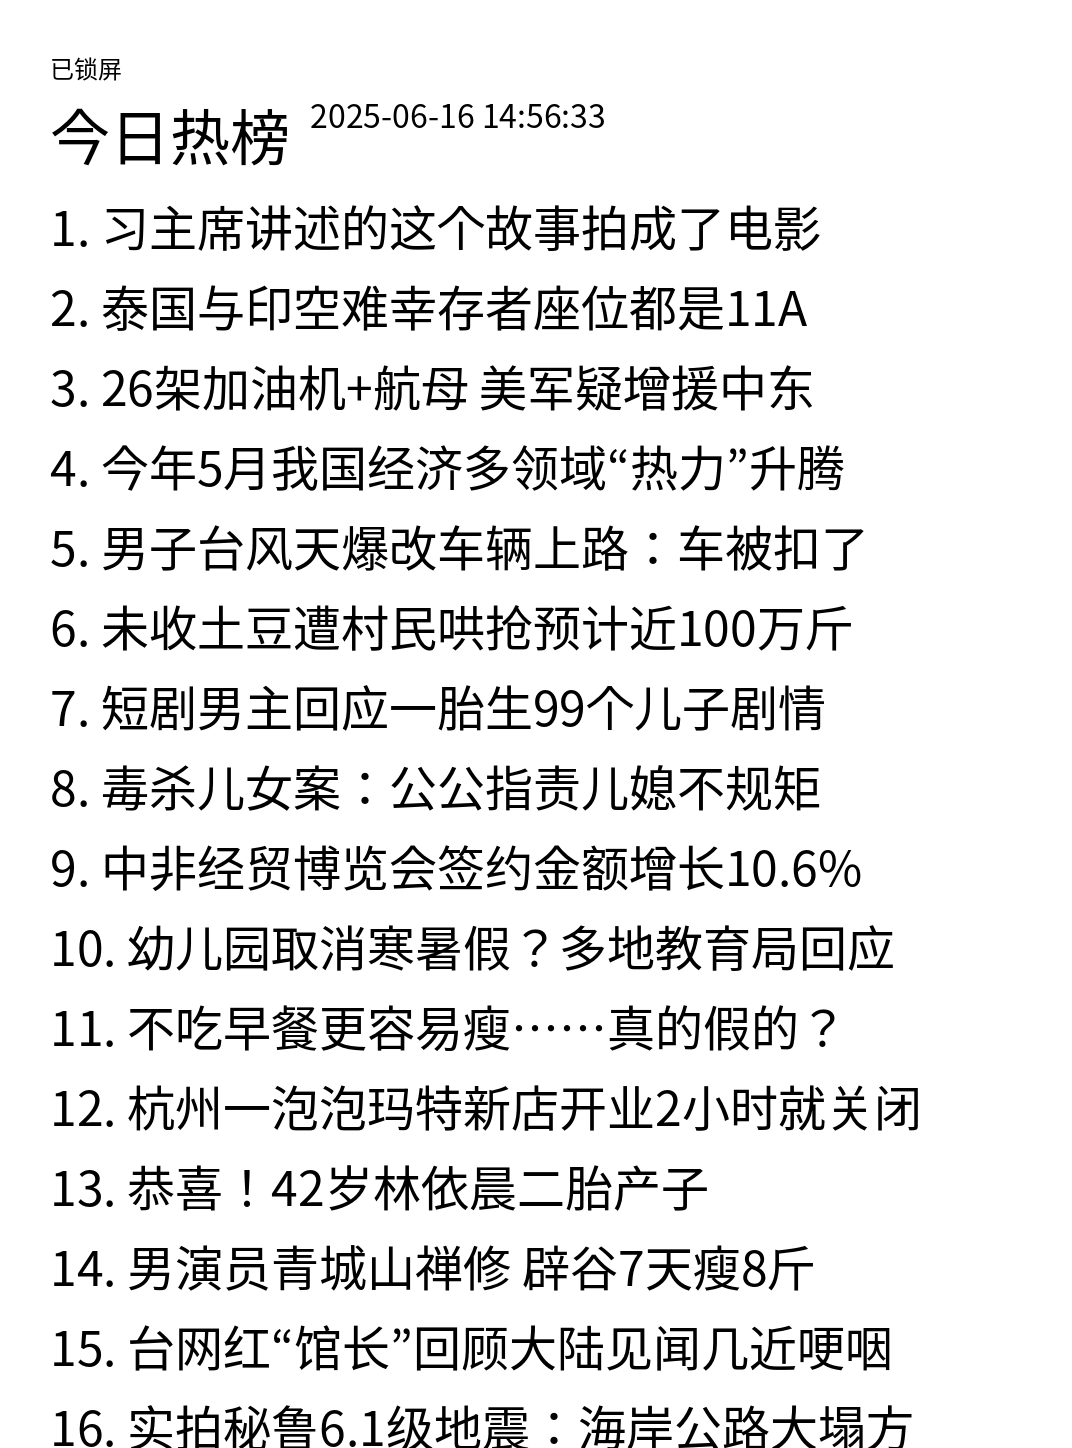 已锁屏
今日热榜 2025-06-16 14:56:33
1. 习主席讲述的这个故事拍成了电影
2. 泰国与印空难幸存者座位都是11A
3. 26架加油机+航母 美军疑增援中东
4. 今年5月我国经济多领域“热力”升腾
5. 男子台风天爆改车辆上路：车被扣了
6. 未收土豆遭村民哄抢预计近100万斤
7. 短剧男主回应一胎生99个儿子剧情
8. 毒杀儿女案：公公指责儿媳不规矩
9. 中非经贸博览会签约金额增长10.6%
10. 幼儿园取消寒暑假？多地教育局回应
11. 不吃早餐更容易瘦……真的假的？
12. 杭州一泡泡玛特新店开业2小时就关闭
13. 恭喜！42岁林依晨二胎产子
14. 男演员青城山禅修 辟谷7天瘦8斤
15. 台网红“馆长”回顾大陆见闻几近哽咽
16. 实拍秘鲁6.1级地震：海岸公路大塌方